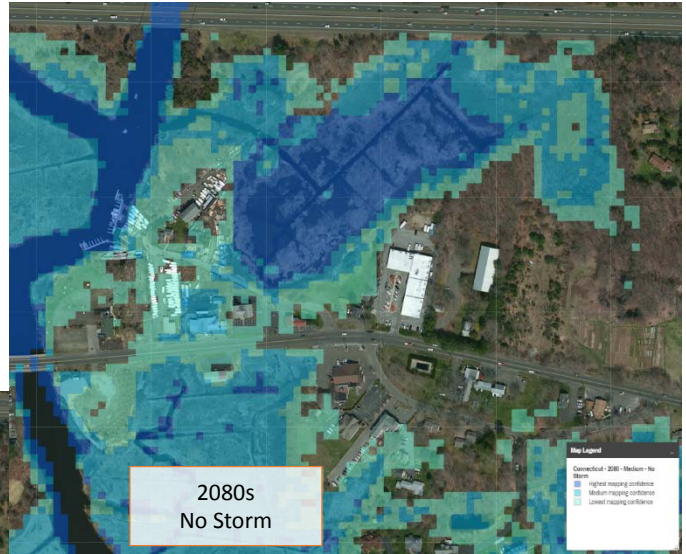 2080s
No Storm
Map Legend
Connecticut - 2080 - Medium - No
Storm
Highest mapping confidence
Medium mapping confidence
Lowest mapping confidence